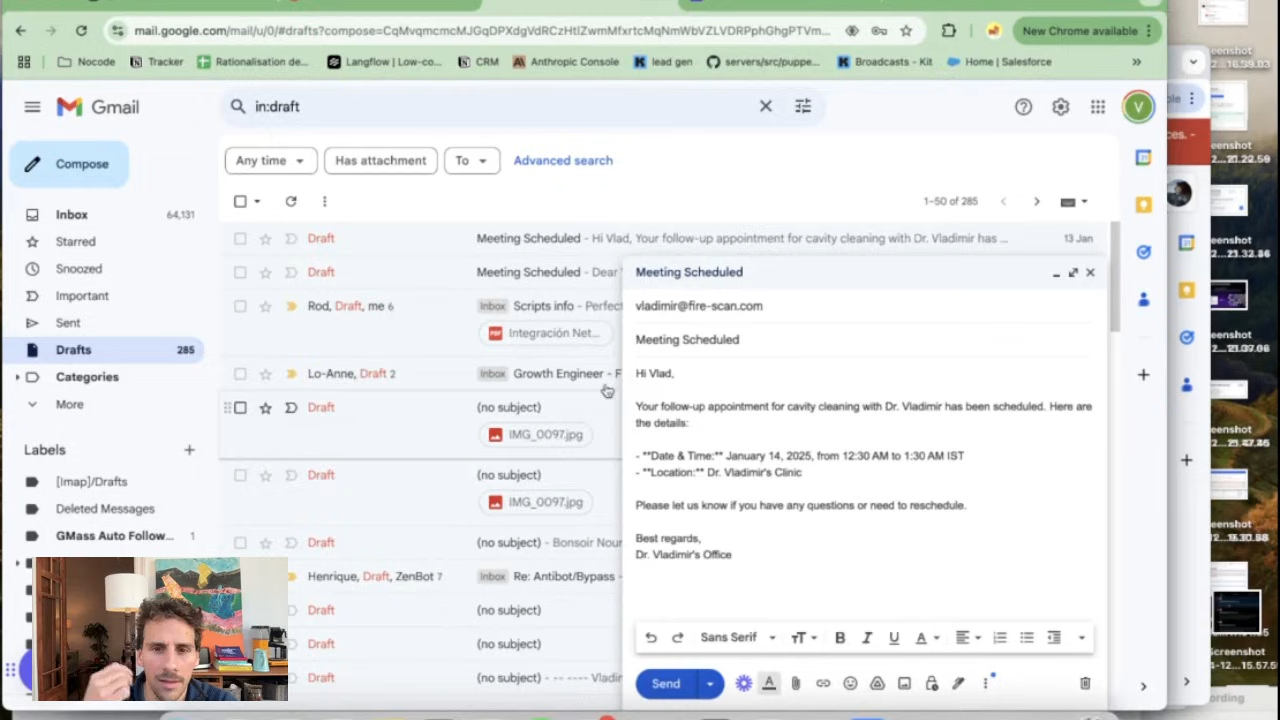 mail.google.com/mail/u/0/#drafts?compose=CqMvqmcmcMJGqDPXdgVdRCzHtlZwmMfxrtcMqNmWbVZLVDRPphGhgPTVm...
New Chrome available
Nocode
Tracker
Rationalisation de...
Langflow | Low-co...
CRM
Anthropic Console
lead gen
servers/src/puppe...
Broadcasts - Kit
Home | Salesforce
»
Gmail
in:draft
V
Any time
Has attachment
To
Advanced search
Compose
1–50 of 285
Inbox 64,131
Starred
Snoozed
Important
Sent
Drafts 285
Categories
More
Labels
[Imap]/Drafts
Deleted Messages
GMass Auto Follow... 1
Draft Meeting Scheduled - Hi Vlad, Your follow-up appointment for cavity cleaning with Dr. Vladimir has ... 13 Jan
Draft Meeting Scheduled - Dear
Rod, Draft, me 6 Inbox Scripts info - Perfect
PDF Integración Net...
Lo-Anne, Draft 2 Inbox Growth Engineer - F
Draft (no subject)
IMG_0097.jpg
Draft (no subject)
IMG_0097.jpg
Draft (no subject) - Bonsoir Nour
Henrique, Draft, ZenBot 7 Inbox Re: Antibot/Bypass -
Draft (no subject)
Draft (no subject)
Draft (no subject) - -- ---- Vladim
Meeting Scheduled
vladimir@fire-scan.com
Meeting Scheduled
Hi Vlad,
Your follow-up appointment for cavity cleaning with Dr. Vladimir has been scheduled. Here are
the details:
- **Date & Time:** January 14, 2025, from 12:30 AM to 1:30 AM IST
- **Location:** Dr. Vladimir's Clinic
Please let us know if you have any questions or need to reschedule.
Best regards,
Dr. Vladimir's Office
Sans Serif
B I U A
Send